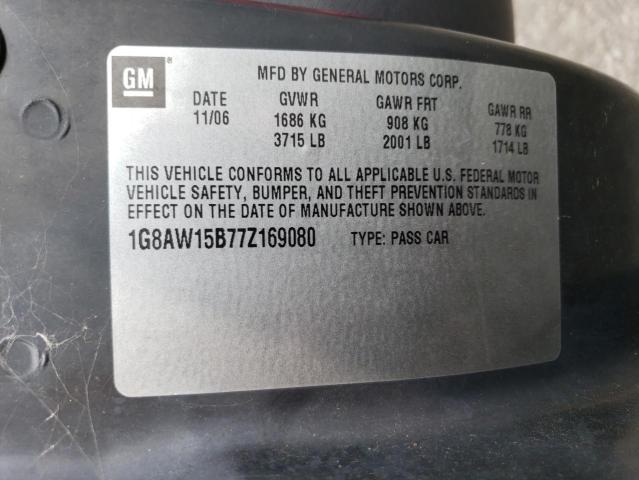 GM ®
MFD BY GENERAL MOTORS CORP.
DATE GVWR GAWR FRT GAWR RR
11/06 1686 KG 908 KG 778 KG
3715 LB 2001 LB 1714 LB
THIS VEHICLE CONFORMS TO ALL APPLICABLE U.S. FEDERAL MOTOR
VEHICLE SAFETY, BUMPER, AND THEFT PREVENTION STANDARDS IN
EFFECT ON THE DATE OF MANUFACTURE SHOWN ABOVE.
1G8AW15B77Z169080 TYPE: PASS CAR